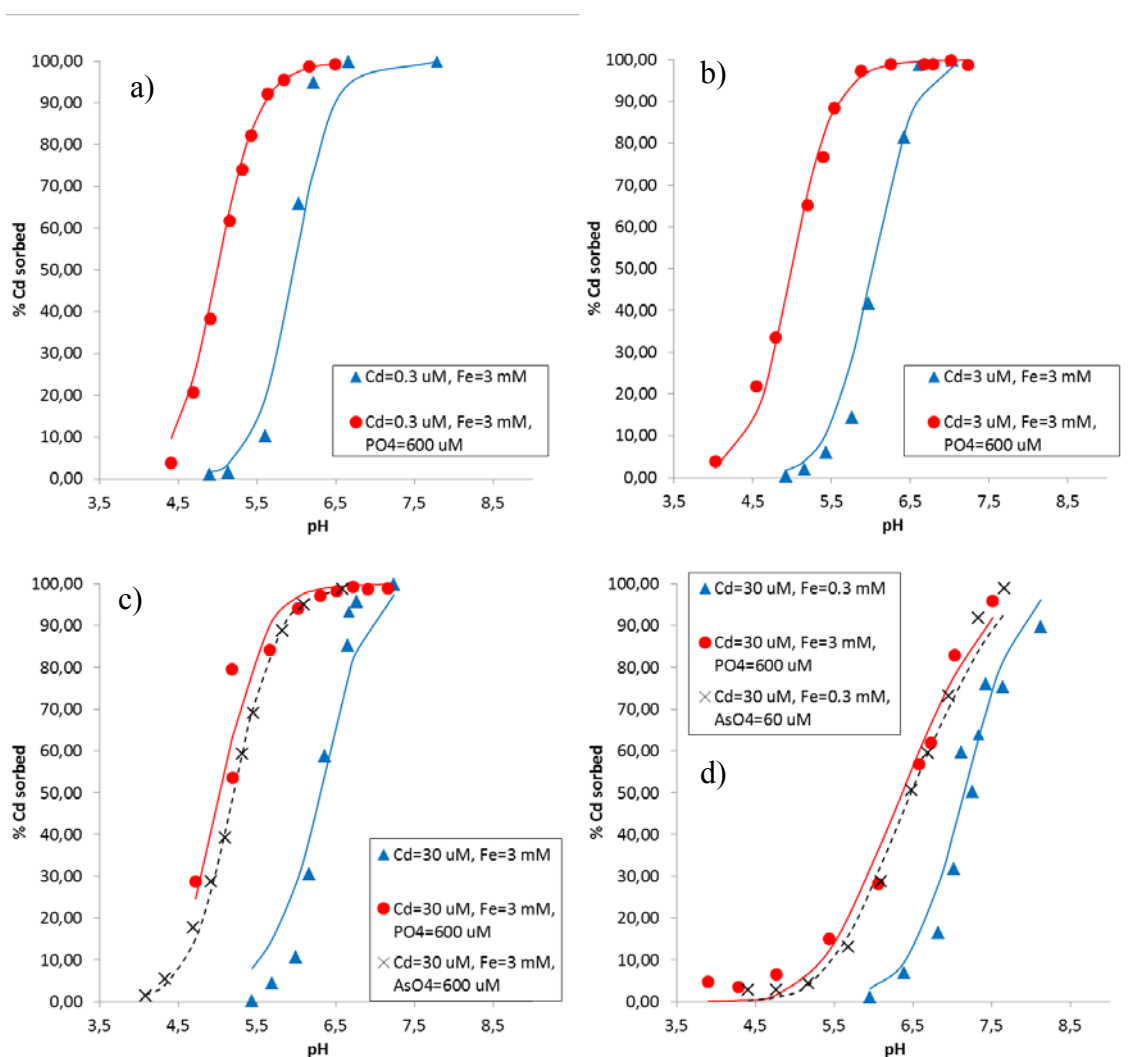 a)
100,00
90,00
80,00
70,00
60,00
50,00
40,00
30,00
20,00
10,00
0,00
% Cd sorbed
3,5 4,5 5,5 6,5 7,5 8,5
pH
Cd=0.3 uM, Fe=3 mM
Cd=0.3 uM, Fe=3 mM,
PO4=600 uM
b)
100,00
90,00
80,00
70,00
60,00
50,00
40,00
30,00
20,00
10,00
0,00
% Cd sorbed
3,5 4,5 5,5 6,5 7,5 8,5
pH
Cd=3 uM, Fe=3 mM
Cd=3 uM, Fe=3 mM,
PO4=600 uM
c)
100,00
90,00
80,00
70,00
60,00
50,00
40,00
30,00
20,00
10,00
0,00
% Cd sorbed
3,5 4,5 5,5 6,5 7,5 8,5
pH
Cd=30 uM, Fe=3 mM
Cd=30 uM, Fe=3 mM,
PO4=600 uM
Cd=30 uM, Fe=3 mM,
AsO4=600 uM
d)
100,00
90,00
80,00
70,00
60,00
50,00
40,00
30,00
20,00
10,00
0,00
% Cd sorbed
3,5 4,5 5,5 6,5 7,5 8,5
pH
Cd=30 uM, Fe=0.3 mM
Cd=30 uM, Fe=3 mM,
PO4=600 uM
Cd=30 uM, Fe=0.3 mM,
AsO4=60 uM